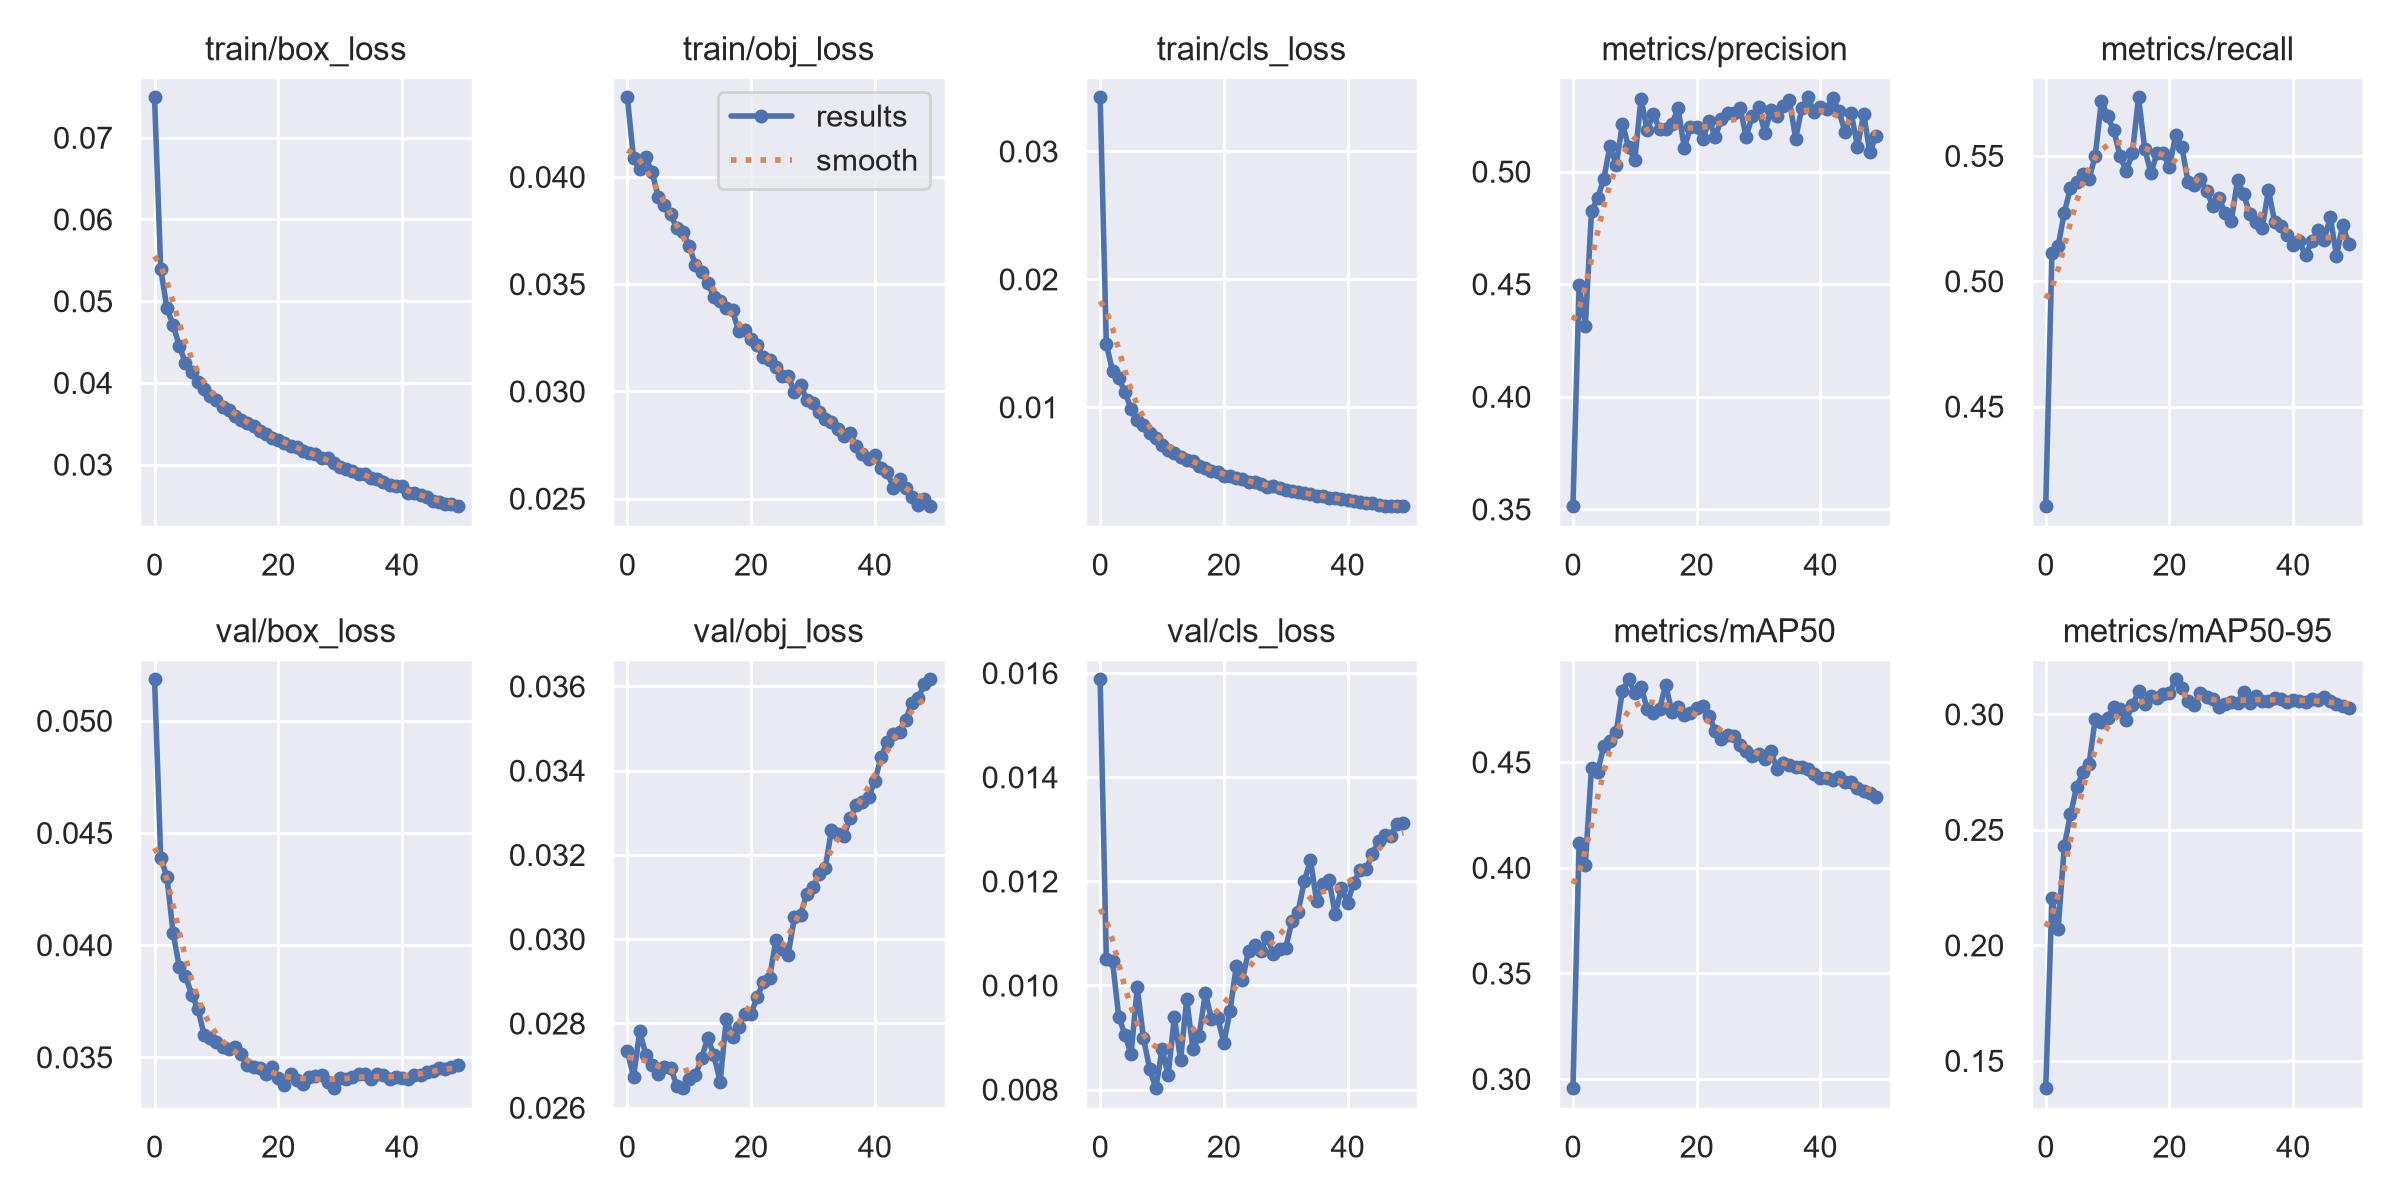 train/box_loss
0.07
0.06
0.05
0.04
0.03
0 20 40
train/obj_loss
results
smooth
0.040
0.035
0.030
0.025
0 20 40
train/cls_loss
0.03
0.02
0.01
0 20 40
metrics/precision
0.50
0.45
0.40
0.35
0 20 40
metrics/recall
0.55
0.50
0.45
0 20 40
val/box_loss
0.050
0.045
0.040
0.035
0 20 40
val/obj_loss
0.036
0.034
0.032
0.030
0.028
0.026
0 20 40
val/cls_loss
0.016
0.014
0.012
0.010
0.008
0 20 40
metrics/mAP50
0.45
0.40
0.35
0.30
0 20 40
metrics/mAP50-95
0.30
0.25
0.20
0.15
0 20 40